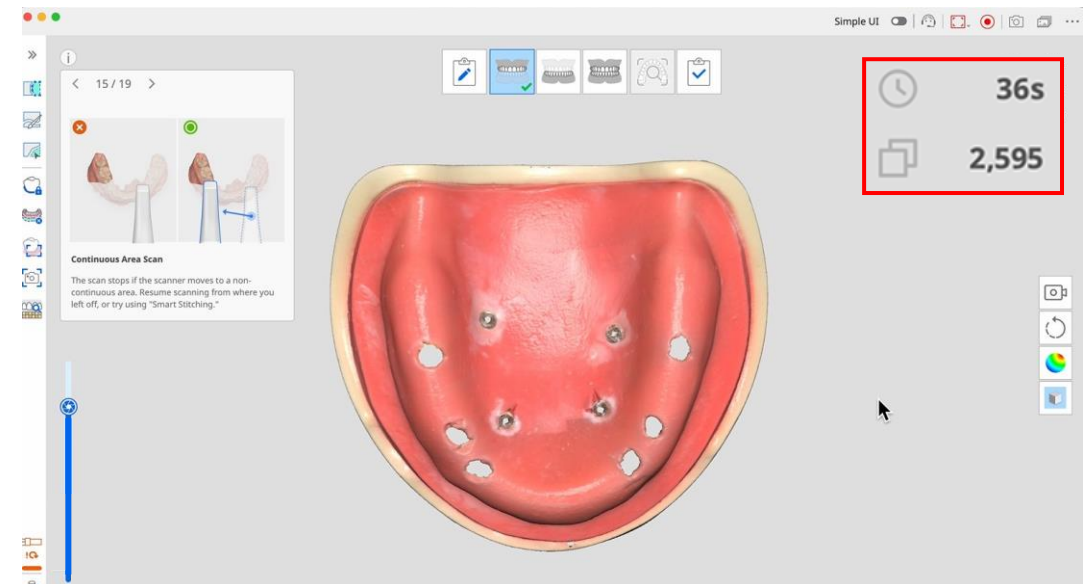 Simple UI
15 / 19
36s
2,595
Continuous Area Scan
The scan stops if the scanner moves to a non-
continuous area. Resume scanning from where you
left off, or try using "Smart Stitching."